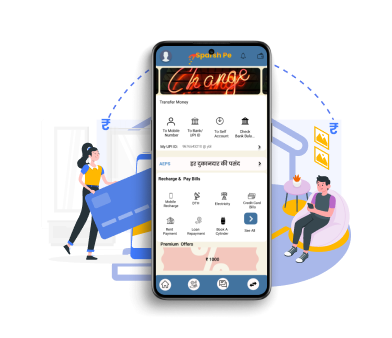 Sparsh Pe
Change
Transfer Money
To Mobile
Number
To Bank/
UPI ID
To Self
Account
Check
Bank Bala..
My UPI ID:
AEPS
हर दुकानदार की पसंद
Recharge & Pay Bills
Mobile
Recharge
DTH
Electricity
Credit Card
Bills
Rent
Payment
Loan
Repayment
Book A
Cylinder
See All
Premium Offers
₹ 1000
₹
₹